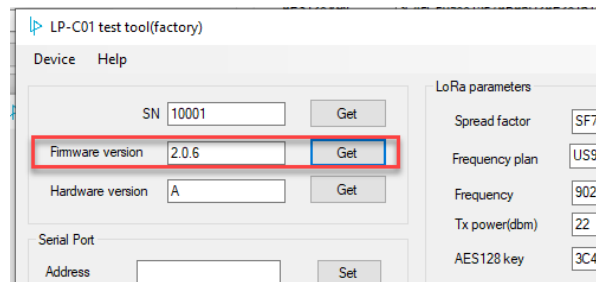 LP-C01 test tool(factory)
Device Help
SN 10001 Get
Firmware version 2.0.6 Get
Hardware version A Get
Serial Port
Address Set
LoRa parameters
Spread factor SF7
Frequency plan US9
Frequency 902
Tx power(dbm) 22
AES128 key 3C4